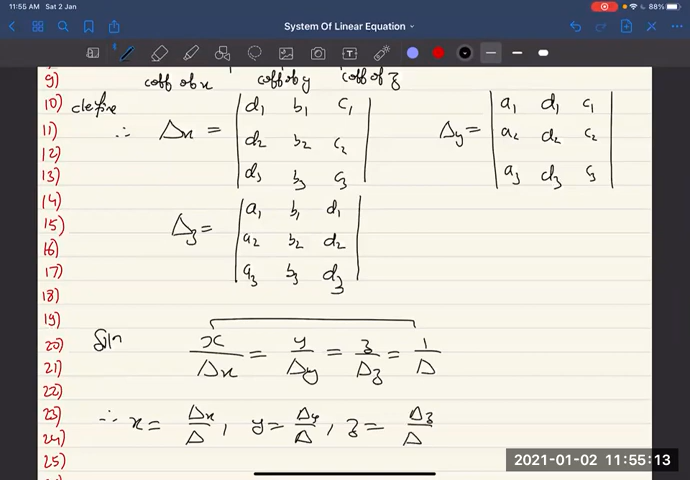 11:55 AM Sat 2 Jan 88%
System Of Linear Equation
9) coff of x coff of y coff of z
10) define
11) ∴ Δx = | d₁ b₁ c₁ | Δy = | a₁ d₁ c₁ |
12) | d₂ b₂ c₂ | | a₂ d₂ c₂ |
13) | d₃ b₃ c₃ | | a₃ d₃ c₃ |
14) | a₁ b₁ d₁ |
15) Δz =
16) | a₂ b₂ d₂ |
17) | a₃ b₃ d₃ |
18)
19)
20) Soln x/Δx = y/Δy = z/Δz = 1/Δ
21)
22)
23) ∴ x = Δx/Δ, y = Δy/Δ, z = Δz/Δ
24)
25)
2021-01-02 11:55:13